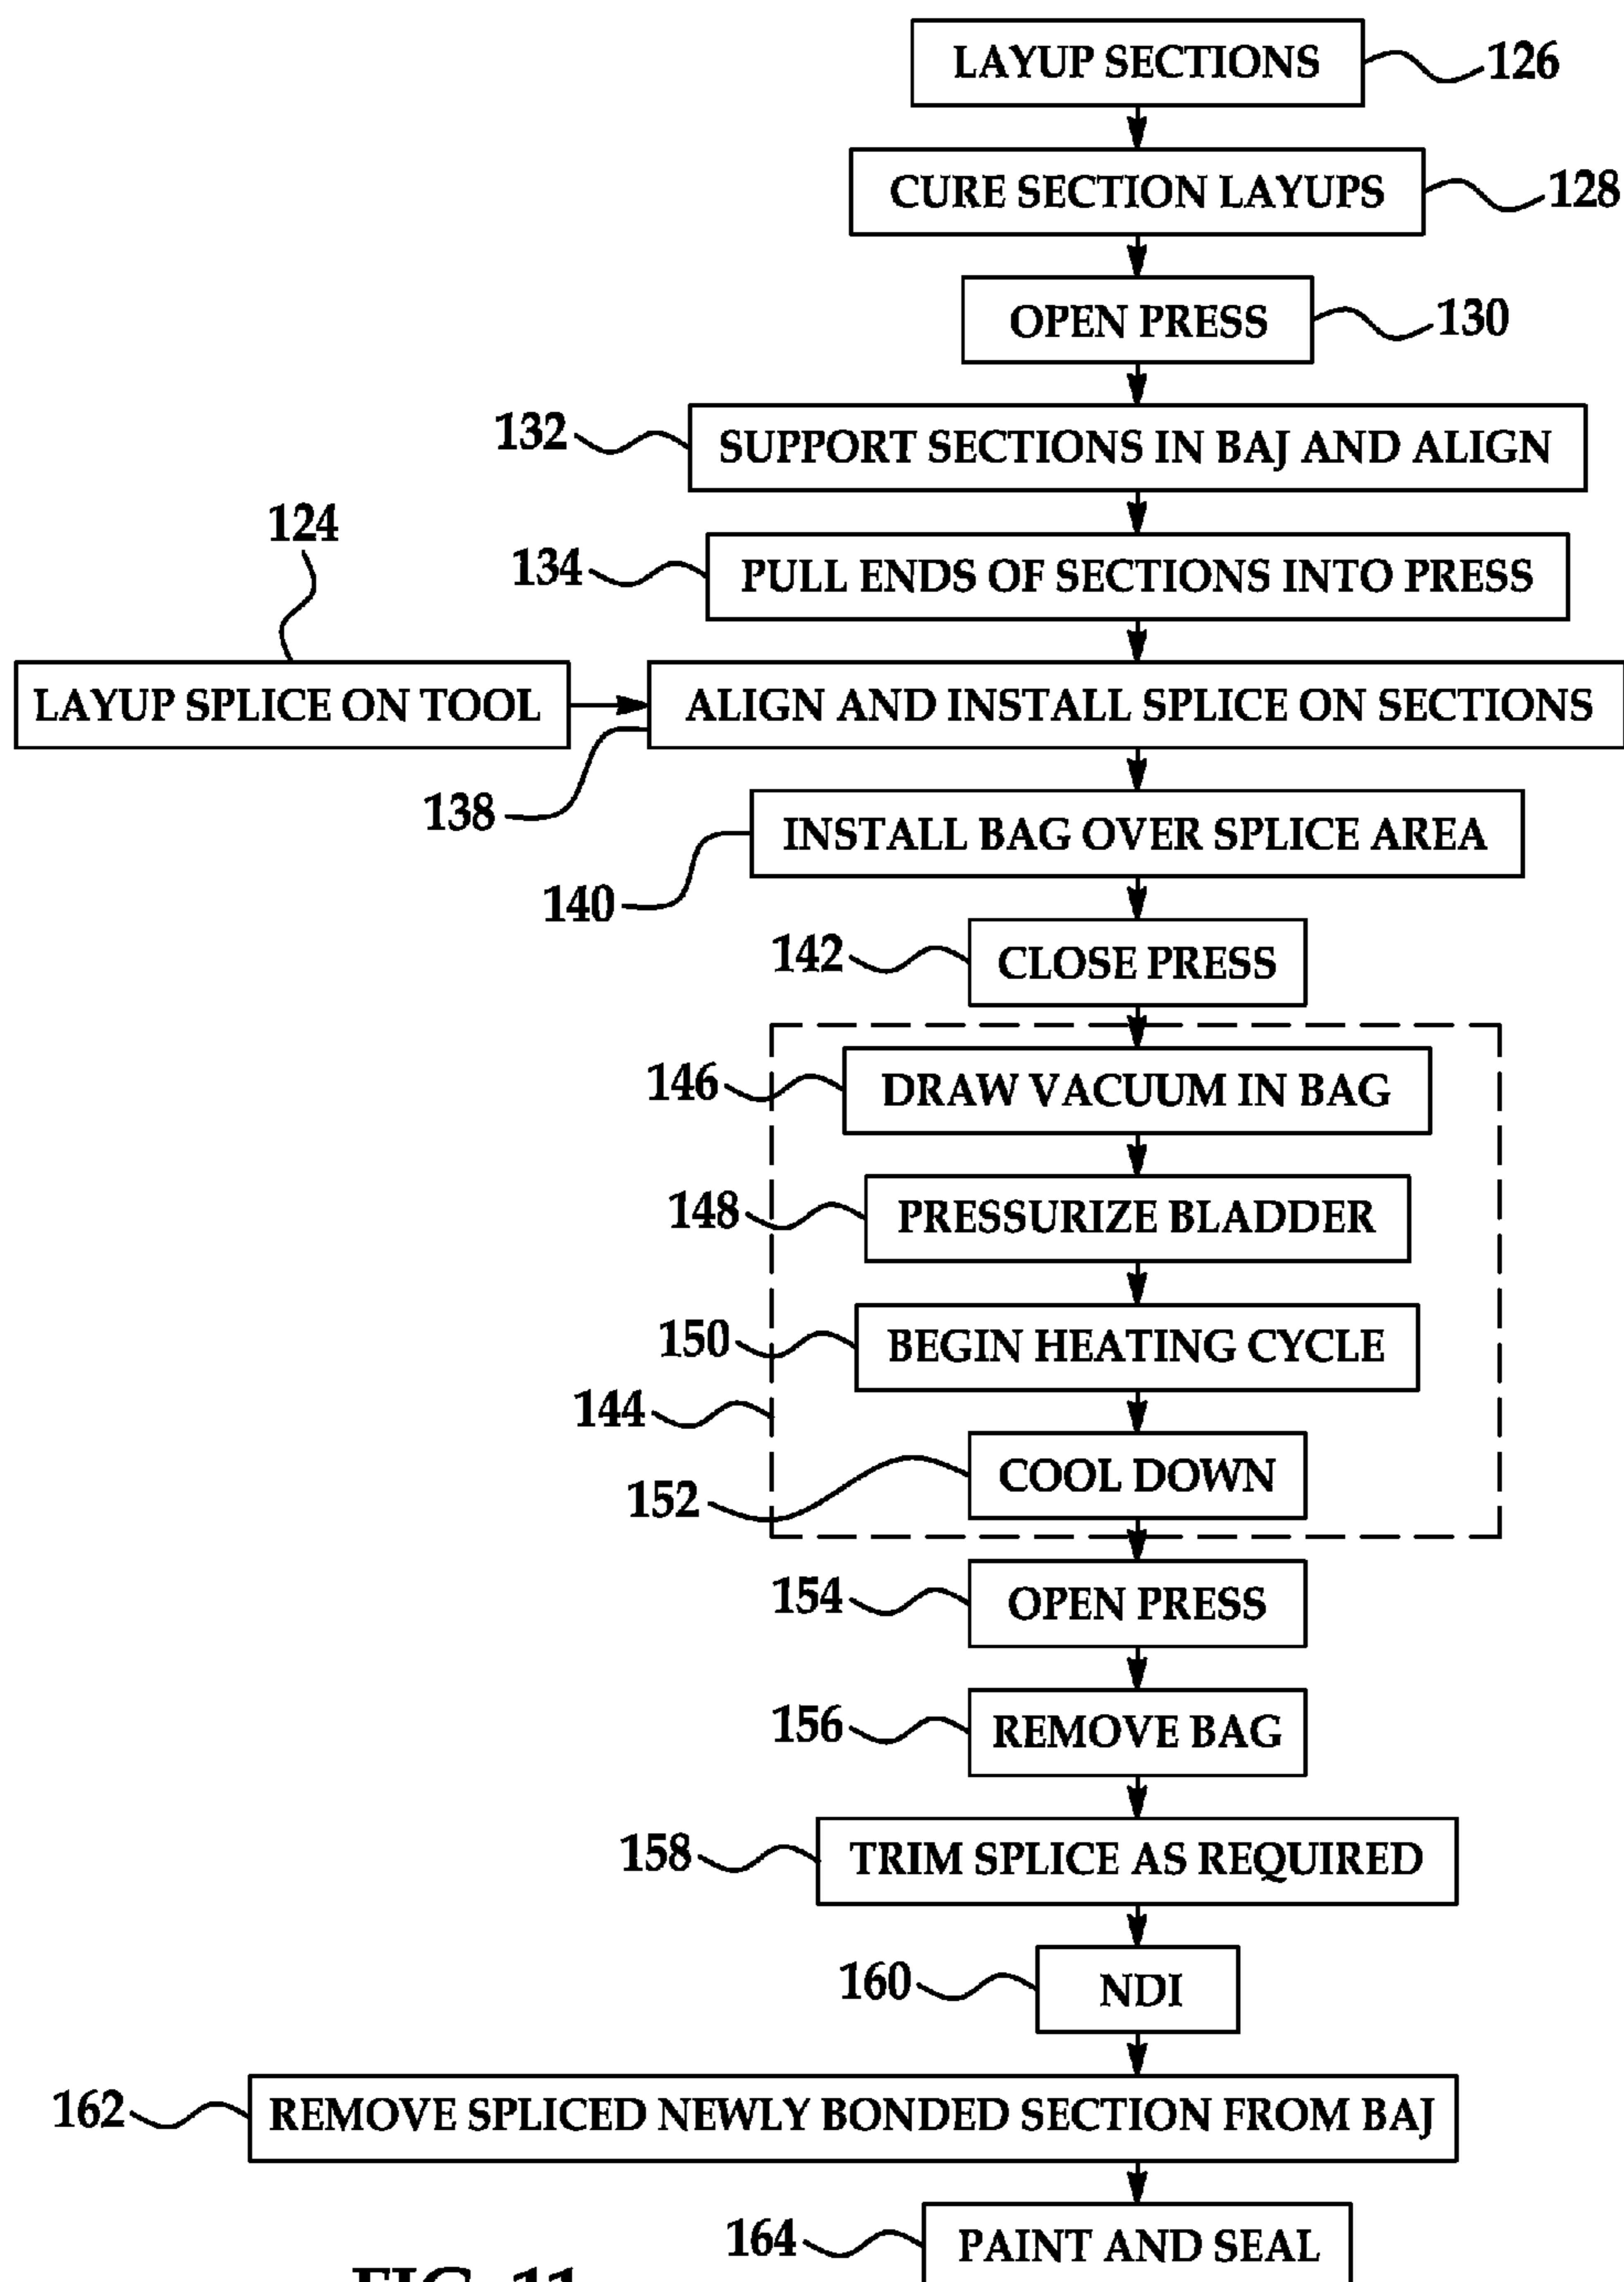 LAYUP SECTIONS
126
CURE SECTION LAYUPS
128
OPEN PRESS
130
132
SUPPORT SECTIONS IN BAJ AND ALIGN
124
134
PULL ENDS OF SECTIONS INTO PRESS
LAYUP SPLICE ON TOOL
ALIGN AND INSTALL SPLICE ON SECTIONS
138
INSTALL BAG OVER SPLICE AREA
140
142
CLOSE PRESS
146
DRAW VACUUM IN BAG
148
PRESSURIZE BLADDER
150
BEGIN HEATING CYCLE
144
COOL DOWN
152
154
OPEN PRESS
156
REMOVE BAG
158
TRIM SPLICE AS REQUIRED
160
NDI
162
REMOVE SPLICED NEWLY BONDED SECTION FROM BAJ
164
PAINT AND SEAL
FIG. 11